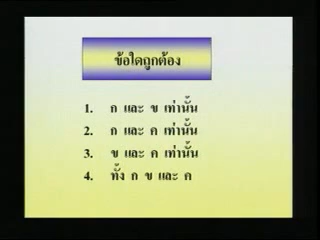 ข้อใดถูกต้อง
1. ก และ ข เท่านั้น
2. ก และ ค เท่านั้น
3. ข และ ค เท่านั้น
4. ทั้ง ก ข และ ค